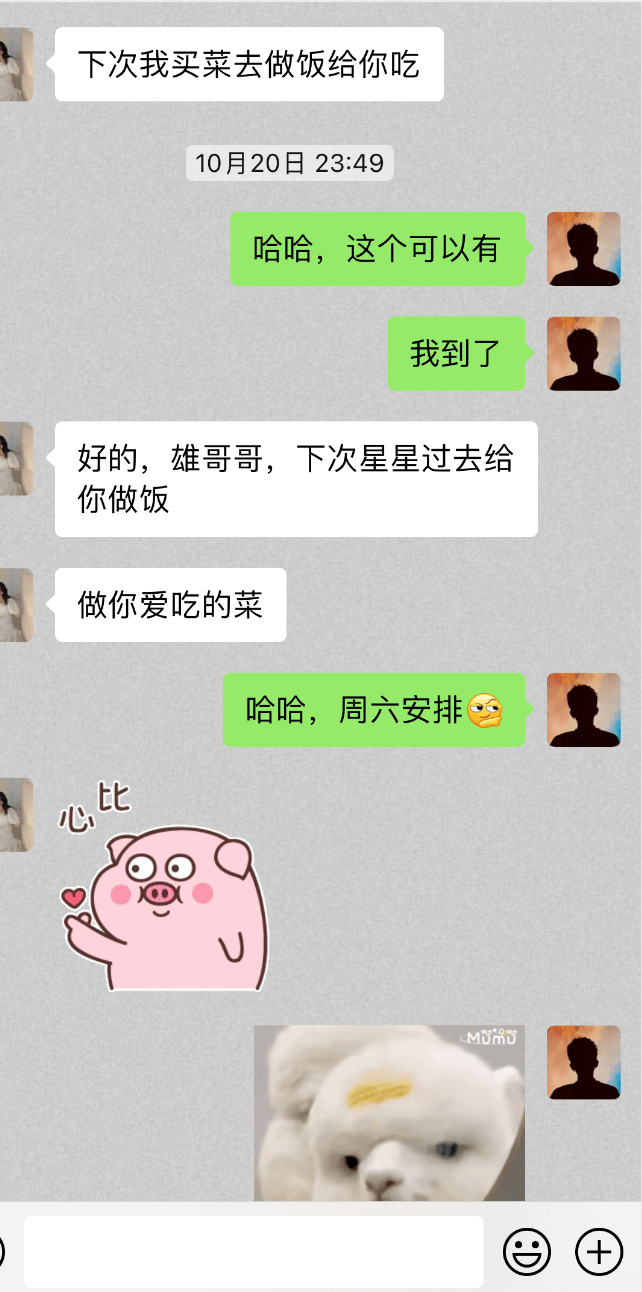 下次我买菜去做饭给你吃
10月20日 23:49
哈哈，这个可以有
我到了
好的，雄哥哥，下次星星过去给
你做饭
做你爱吃的菜
哈哈，周六安排
比
心
MUMU